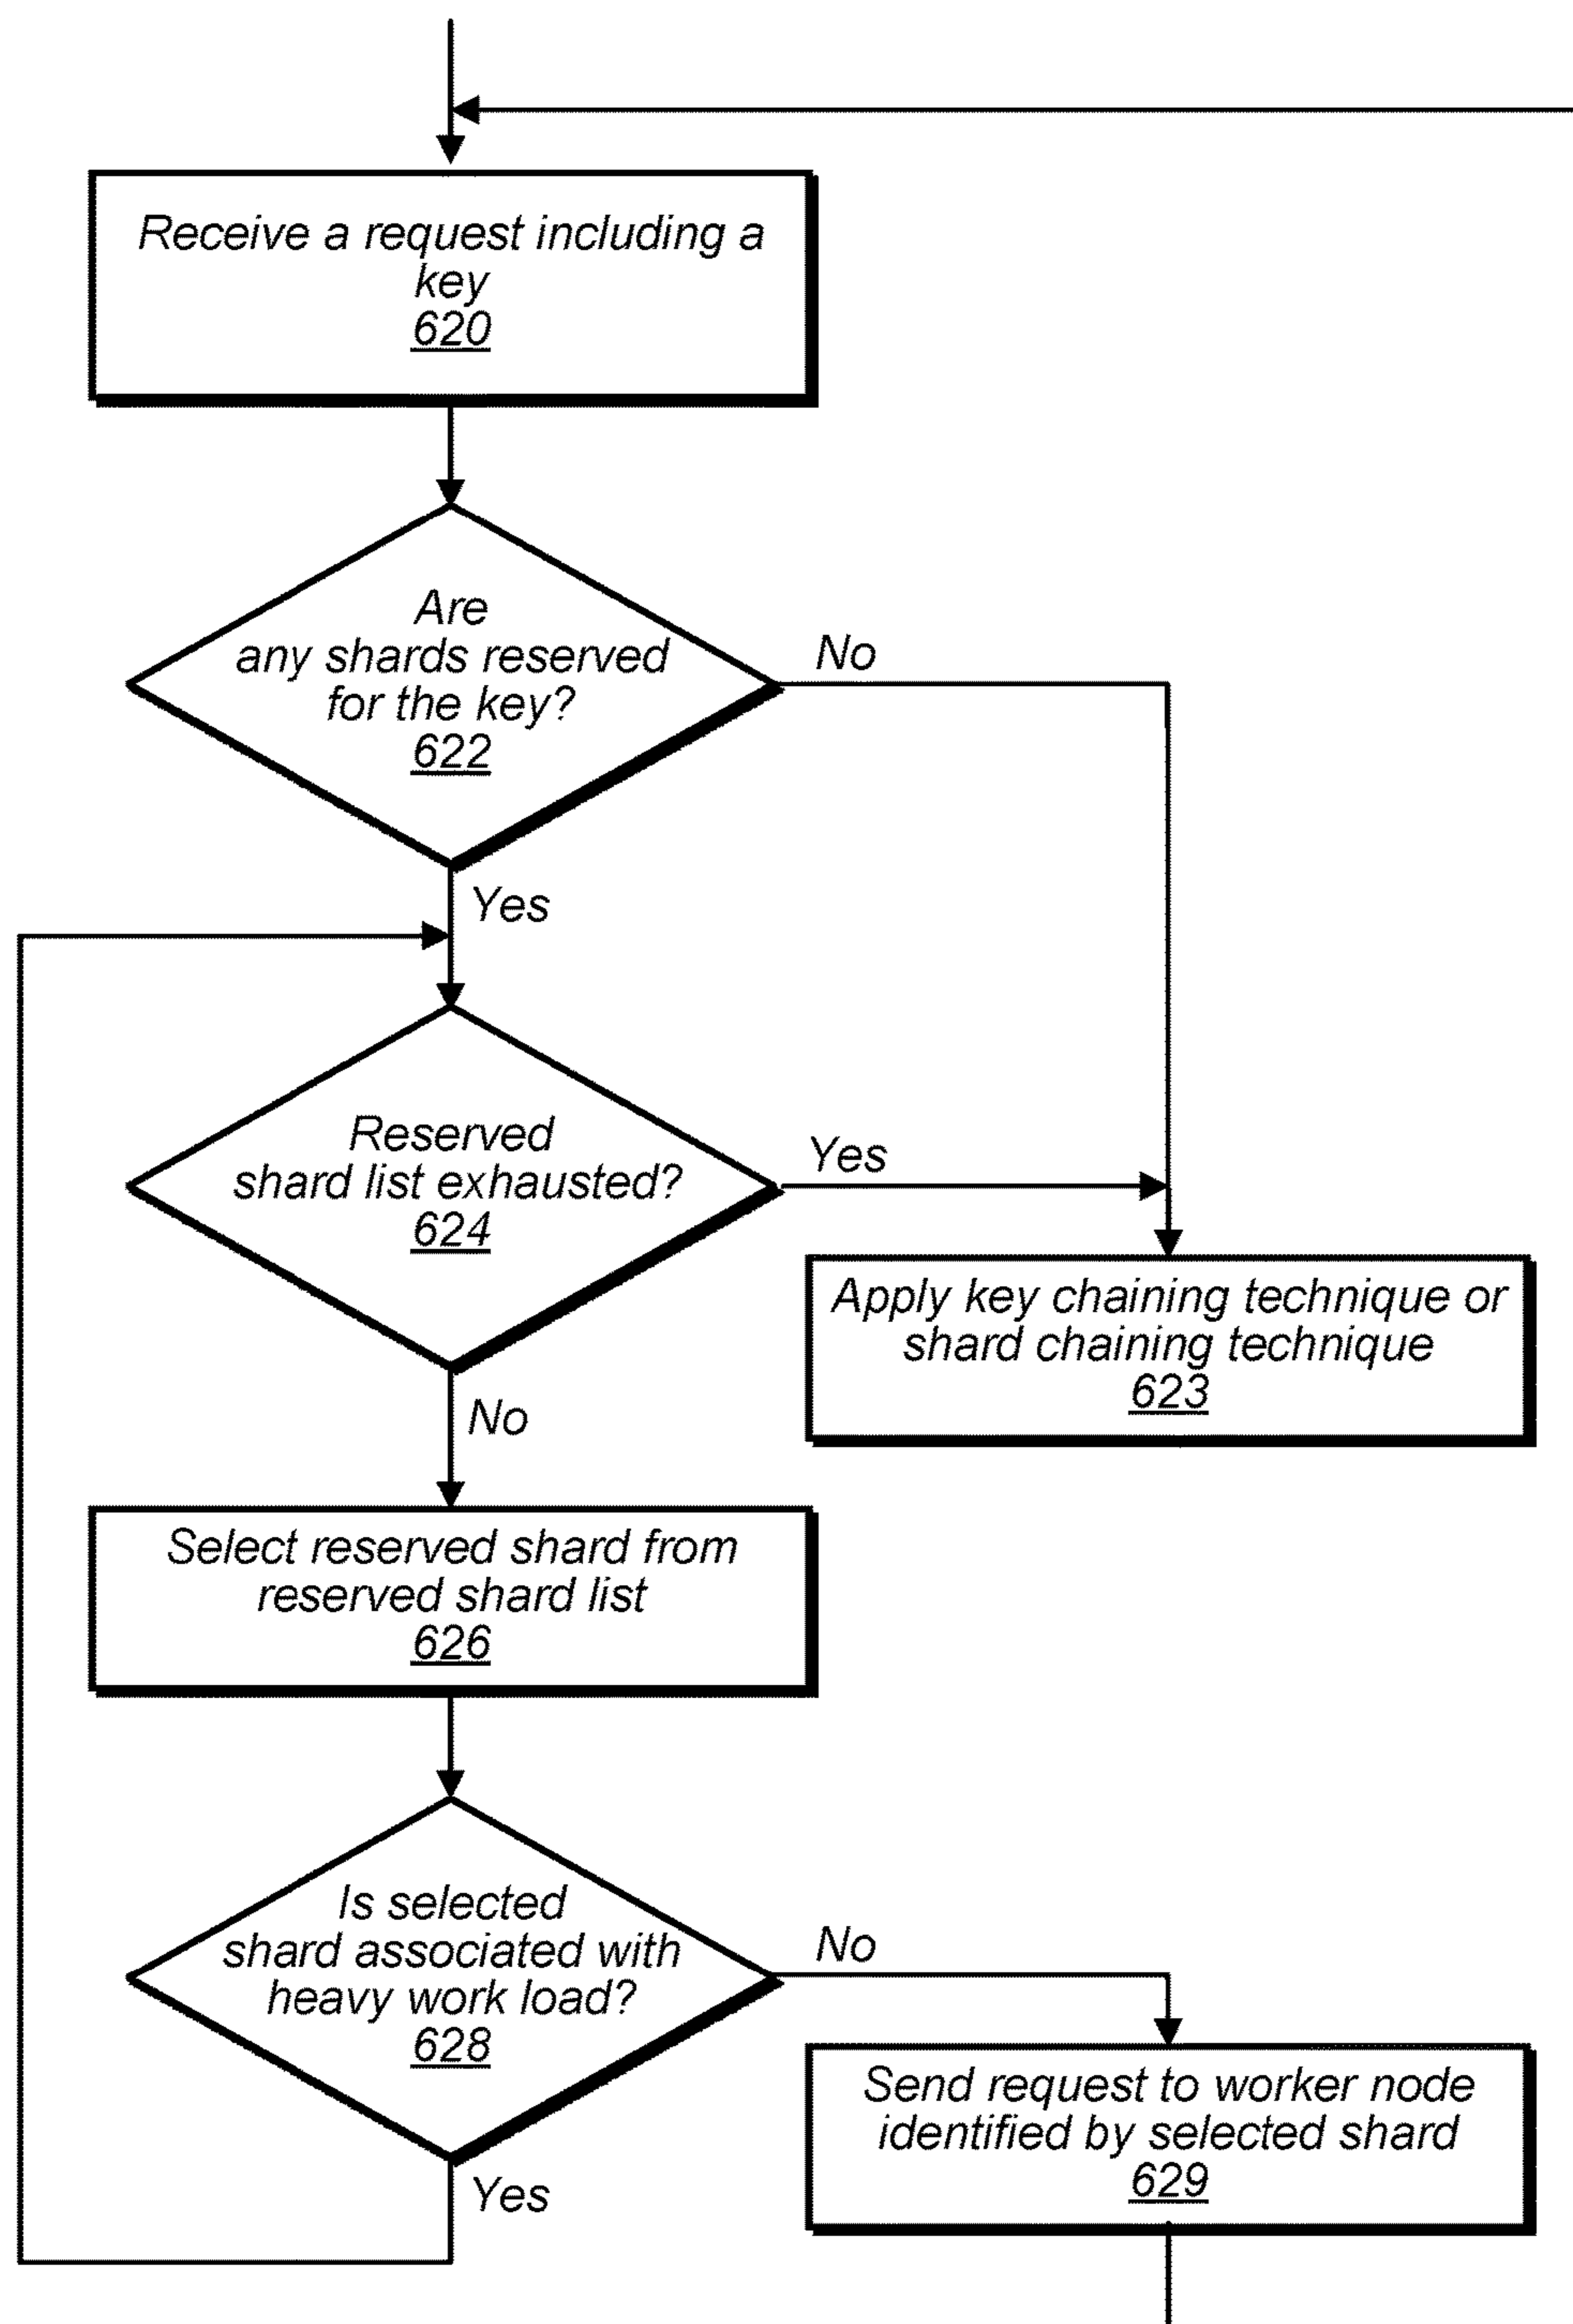 Receive a request including a
key
620
Are
any shards reserved
for the key?
622
No
Yes
Reserved
shard list exhausted?
624
Yes
Apply key chaining technique or
shard chaining technique
623
No
Select reserved shard from
reserved shard list
626
Is selected
shard associated with
heavy work load?
628
No
Send request to worker node
identified by selected shard
629
Yes